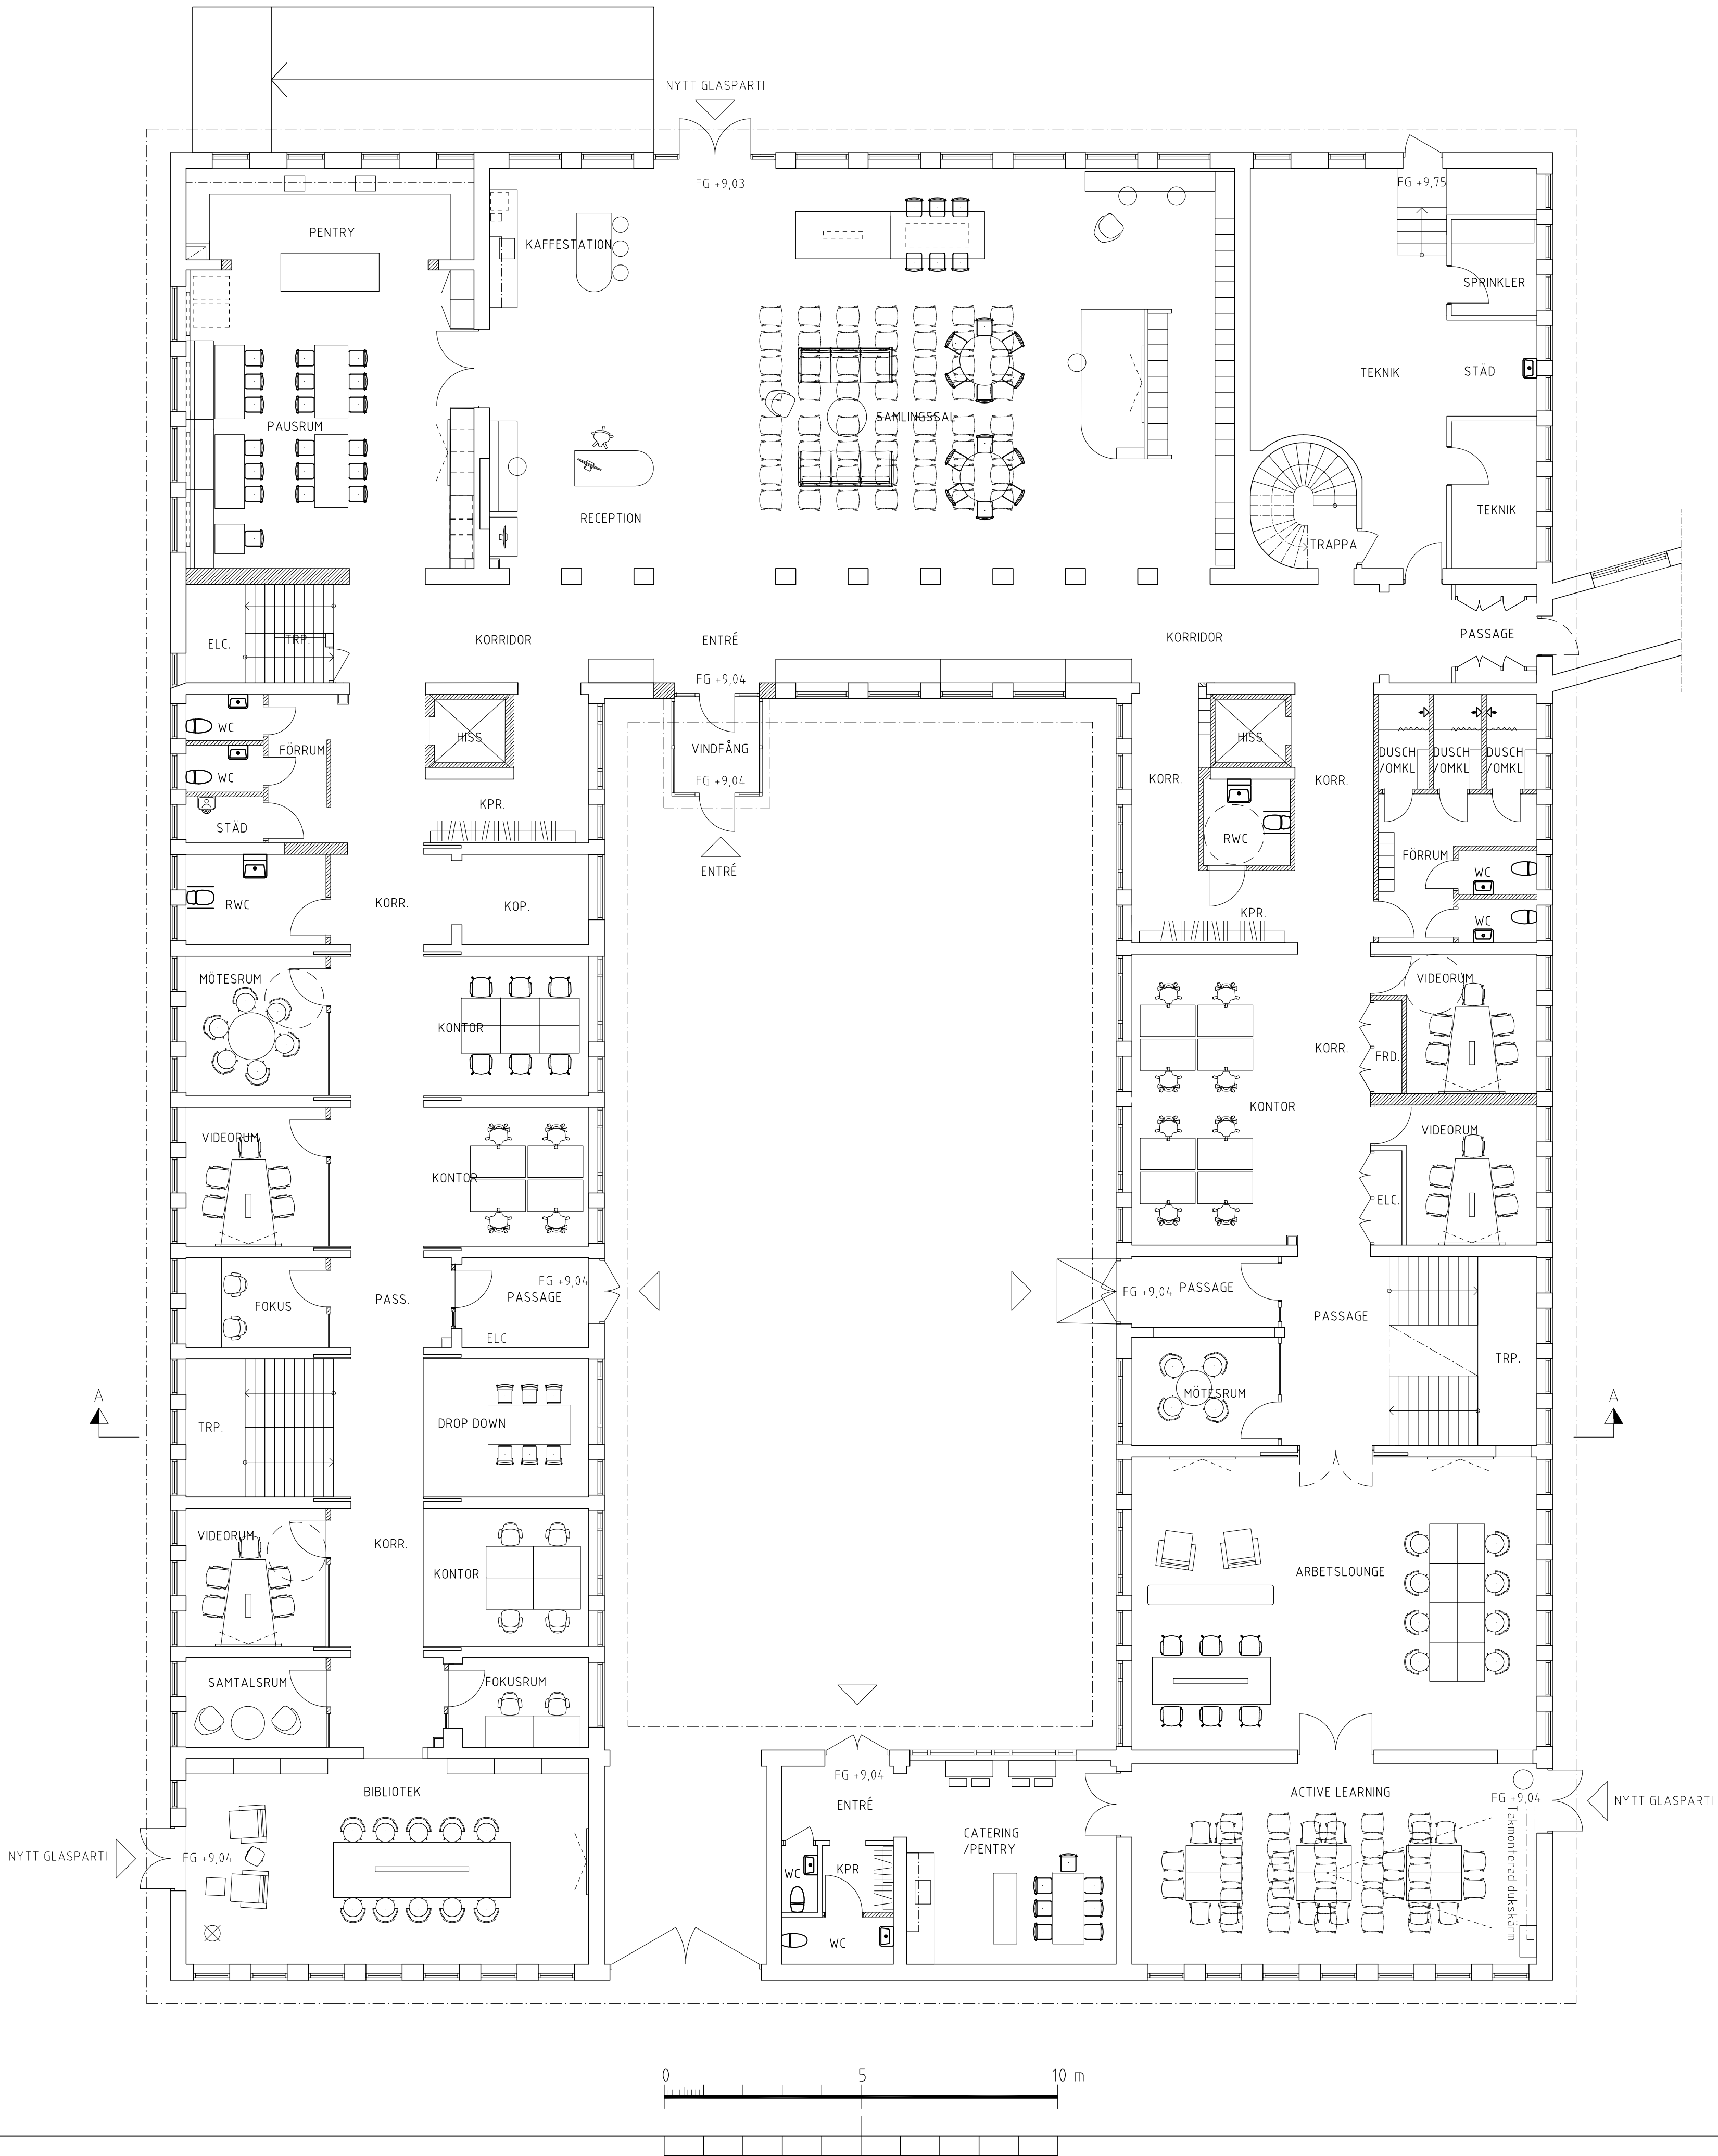 NYTT GLASPARTI
FG +9,03
FG +9,75
PENTRY
KAFFESTATION
SPRINKLER
TEKNIK
STÄD
PAUSRUM
SAMLINGSSAL
RECEPTION
TEKNIK
TRAPPA
ELC.
TRP.
KORRIDOR
ENTRÉ
KORRIDOR
PASSAGE
FG +9,04
WC
FÖRRUM
HISS
VINDFÅNG
HISS
DUSCH
/OMKL
DUSCH
/OMKL
DUSCH
/OMKL
WC
FG +9,04
KORR.
KORR.
KPR.
STÄD
RWC
ENTRÉ
FÖRRUM
WC
RWC
KORR.
KOP.
KPR.
WC
MÖTESRUM
VIDEORUM
KONTOR
KORR.
FRD.
KONTOR
VIDEORUM
VIDEORUM
KONTOR
ELC.
FG +9,04
PASSAGE
FG +9,04
PASSAGE
FOKUS
PASS.
PASSAGE
ELC
TRP.
A
MÖTESRUM
A
TRP.
DROP DOWN
VIDEORUM
KORR.
KONTOR
ARBETSLOUNGE
SAMTALSRUM
FOKUSRUM
FG +9,04
BIBLIOTEK
ENTRÉ
ACTIVE LEARNING
FG +9,04
NYTT GLASPARTI
CATERING
/PENTRY
NYTT GLASPARTI
FG +9,04
WC
KPR
Takmonterad dukskärm
WC
0 5 10 m